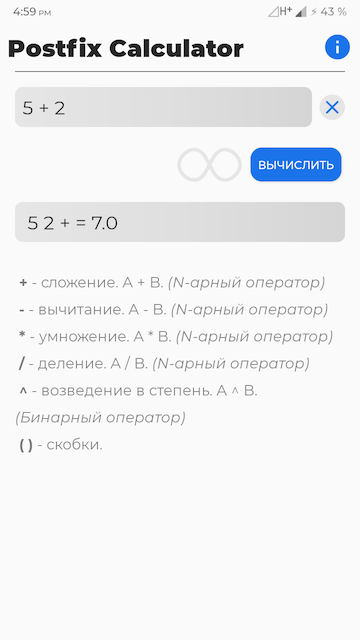 4:59 PM H+ 43 %
Postfix Calculator
5 + 2
ВЫЧИСЛИТЬ
5 2 + = 7.0
+ - сложение. A + B. (N-арный оператор)
- - вычитание. A - B. (N-арный оператор)
* - умножение. A * B. (N-арный оператор)
/ - деление. A / B. (N-арный оператор)
^ - возведение в степень. A ^ B.
(Бинарный оператор)
( ) - скобки.